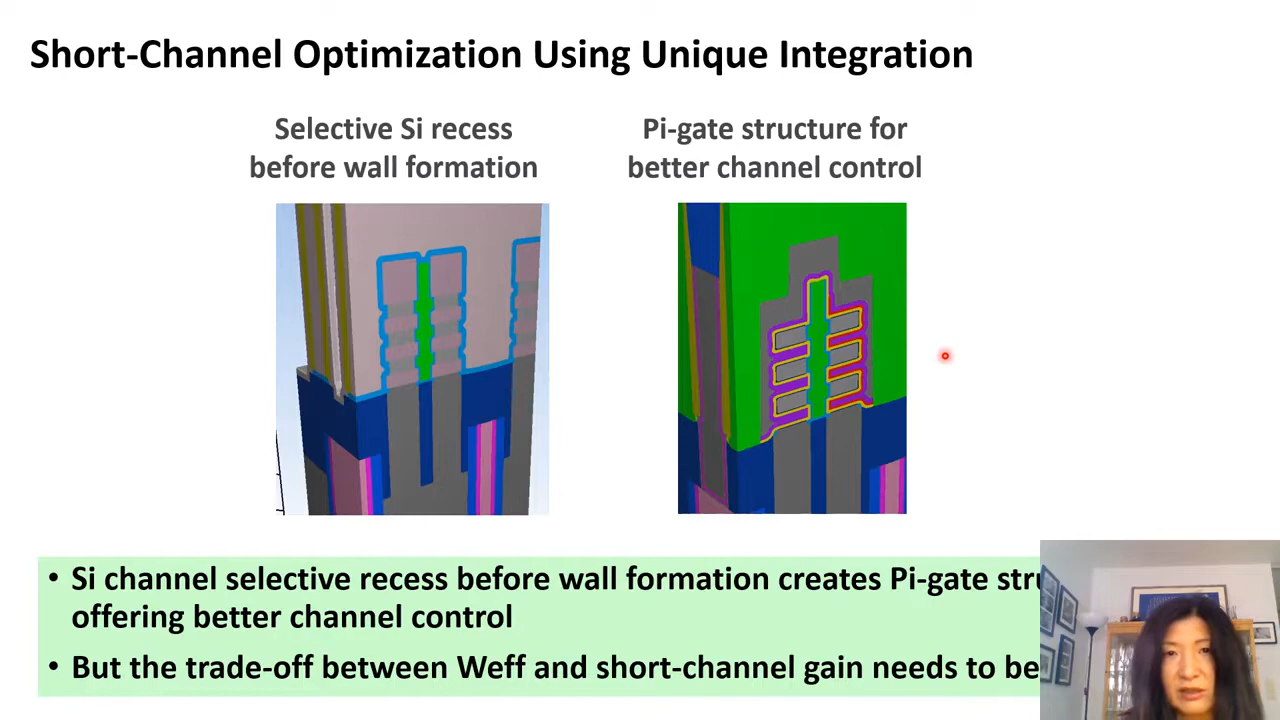 Short-Channel Optimization Using Unique Integration
Selective Si recess
before wall formation
Pi-gate structure for
better channel control
• Si channel selective recess before wall formation creates Pi-gate
offering better channel control
• But the trade-off between Weff and short-channel gain needs to be